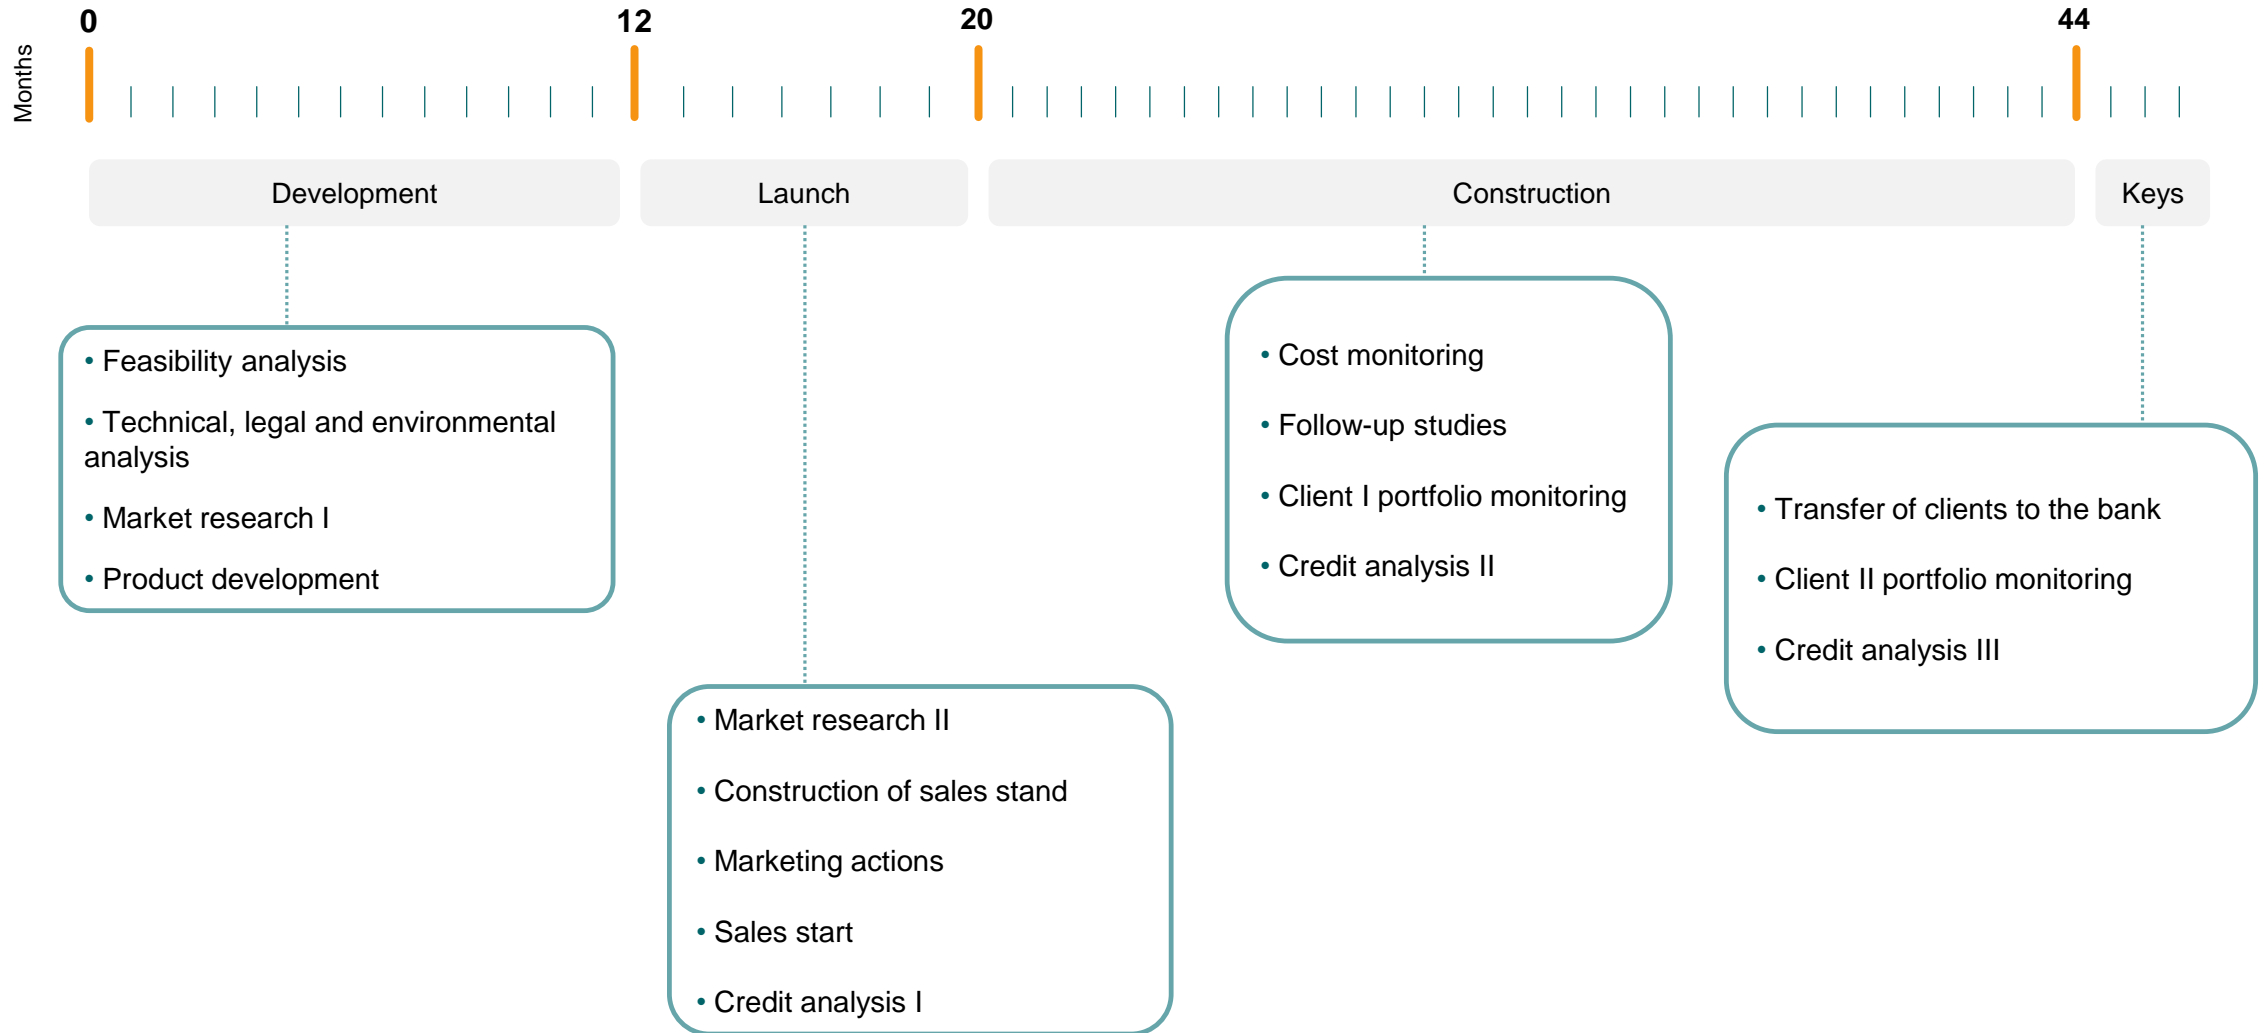 0
12
20
44
Months
Development
Launch
Construction
Keys
• Feasibility analysis
• Technical, legal and environmental
analysis
• Market research I
• Product development
• Market research II
• Construction of sales stand
• Marketing actions
• Sales start
• Credit analysis I
• Cost monitoring
• Follow-up studies
• Client I portfolio monitoring
• Credit analysis II
• Transfer of clients to the bank
• Client II portfolio monitoring
• Credit analysis III